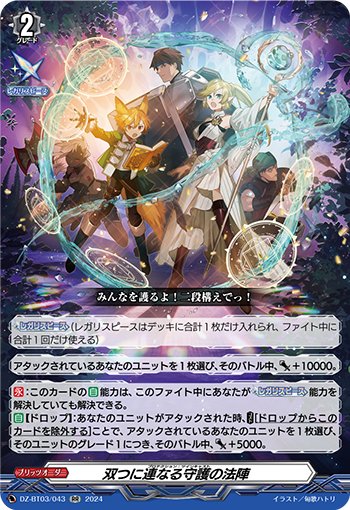 2
グレード
レガリスピース
みんなを護るよ！二段構えでっ！
レガリスピース(レガリスピースはデッキに合計1枚だけ入れられ、ファイト中に
合計1回だけ使える)
アタックされているあなたのユニットを1枚選び、そのバトル中、+10000。
永:このカードの自能力は、このファイト中にあなたがレガリスピース能力を
解決していても解決できる。
自【ドロップ】:あなたのユニットがアタックされた時、[ドロップからこ
のカードを除外する]ことで、アタックされているあなたのユニットを1枚選び、
そのユニットのグレード1につき、そのバトル中、+5000。
ブリッツオーダー
双つに連なる守護の法陣
DZ-BT03/043 RR 2024
イラスト/匈歌ハトリ